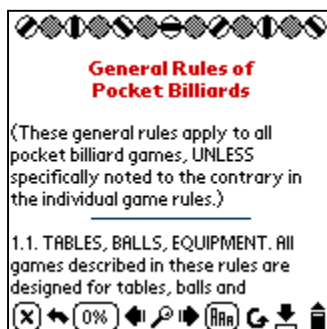 General Rules of
Pocket Billiards
(These general rules apply to all
pocket billiard games, UNLESS
specifically noted to the contrary in
the individual game rules.)
1.1. TABLES, BALLS, EQUIPMENT. All
games described in these rules are
designed for tables, balls and
X 0% AAA